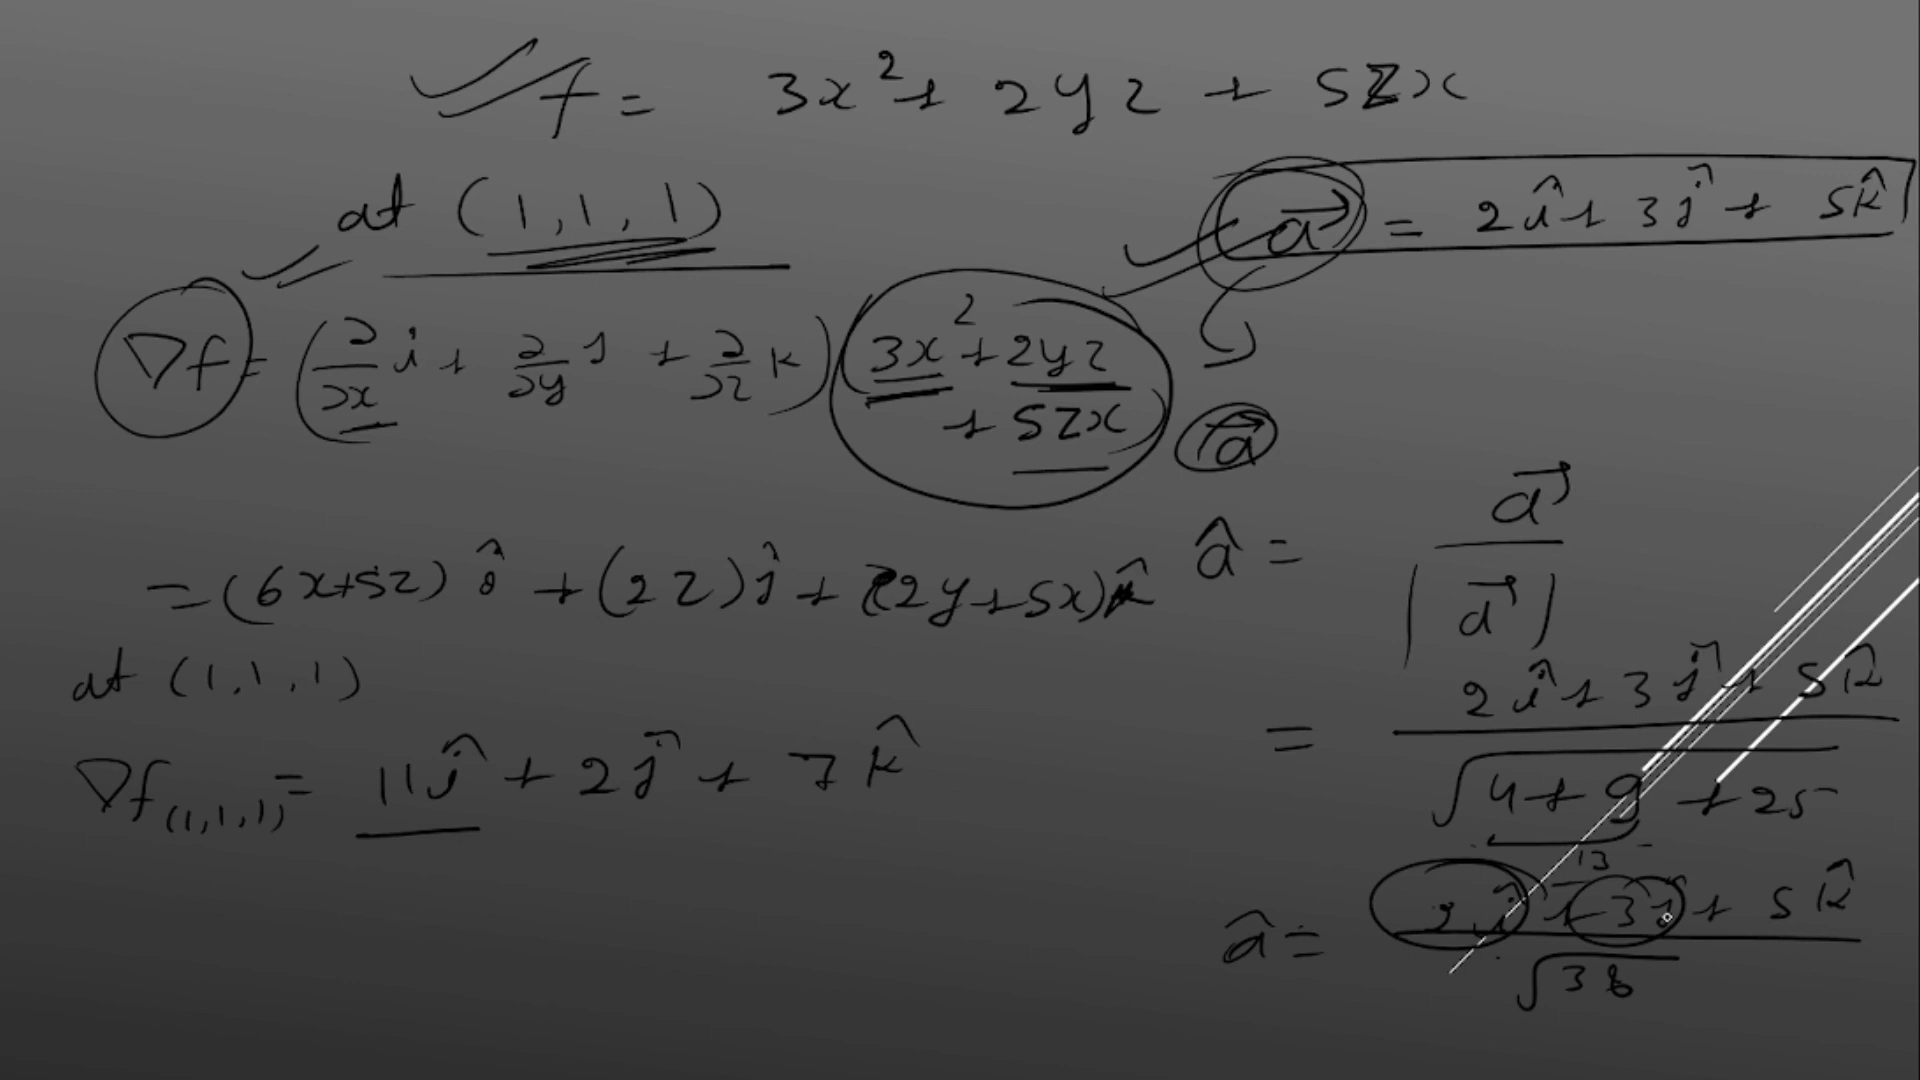 f = 3x² + 2yz + 5zx
at (1,1,1)
a⃗ = 2î + 3ĵ + 5k̂
∇f = (∂/∂x i + ∂/∂y j + ∂/∂z k) (3x² + 2yz
+ 5zx)
a⃗
= (6x+5z) î + (2z) ĵ + (2y+5x) k̂
at (1,1,1)
∇f(1,1,1) = 11î + 2ĵ + 7k̂
â = a⃗ / |a⃗|
= 2î + 3ĵ + 5k̂ / √4+9+25
13
â = 2î + 3ĵ + 5k̂ / √38